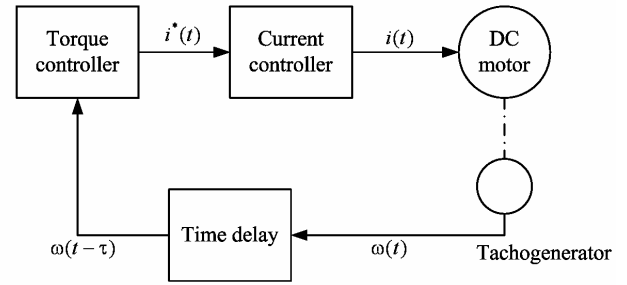 Torque
controller
i*(t)
Current
controller
i(t)
DC
motor
Time delay
ω(t − τ)
ω(t)
Tachogenerator